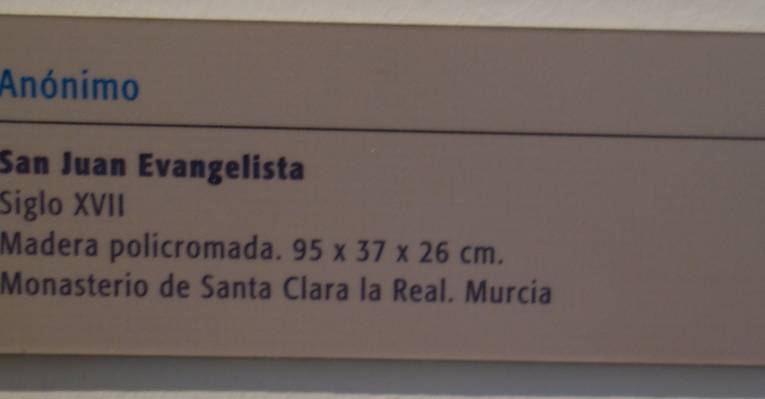 Anónimo
San Juan Evangelista
Siglo XVII
Madera policromada. 95 x 37 x 26 cm.
Monasterio de Santa Clara la Real. Murcia